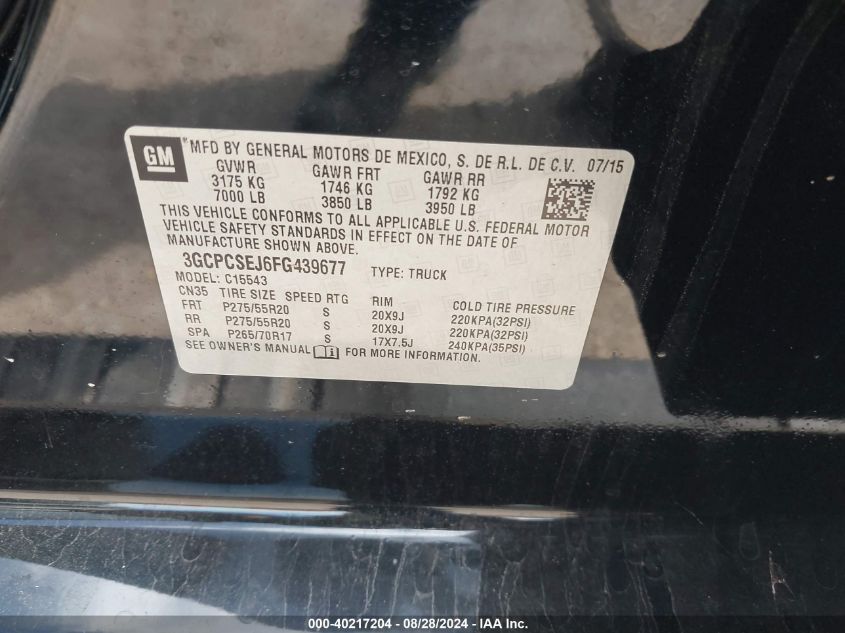 GM ® MFD BY GENERAL MOTORS DE MEXICO, S. DE R.L. DE C.V. 07/15
GVWR GAWR FRT GAWR RR
3175 KG 1746 KG 1792 KG
7000 LB 3850 LB 3950 LB
THIS VEHICLE CONFORMS TO ALL APPLICABLE U.S. FEDERAL MOTOR
VEHICLE SAFETY STANDARDS IN EFFECT ON THE DATE OF
MANUFACTURE SHOWN ABOVE.
3GCPCSEJ6FG439677 TYPE: TRUCK
MODEL: C15543
CN35 TIRE SIZE SPEED RTG RIM COLD TIRE PRESSURE
FRT P275/55R20 S 20X9J 220KPA(32PSI)
RR P275/55R20 S 20X9J 220KPA(32PSI)
SPA P265/70R17 S 17X7.5J 240KPA(35PSI)
SEE OWNER'S MANUAL FOR MORE INFORMATION.
000-40217204 - 08/28/2024 - IAA Inc.